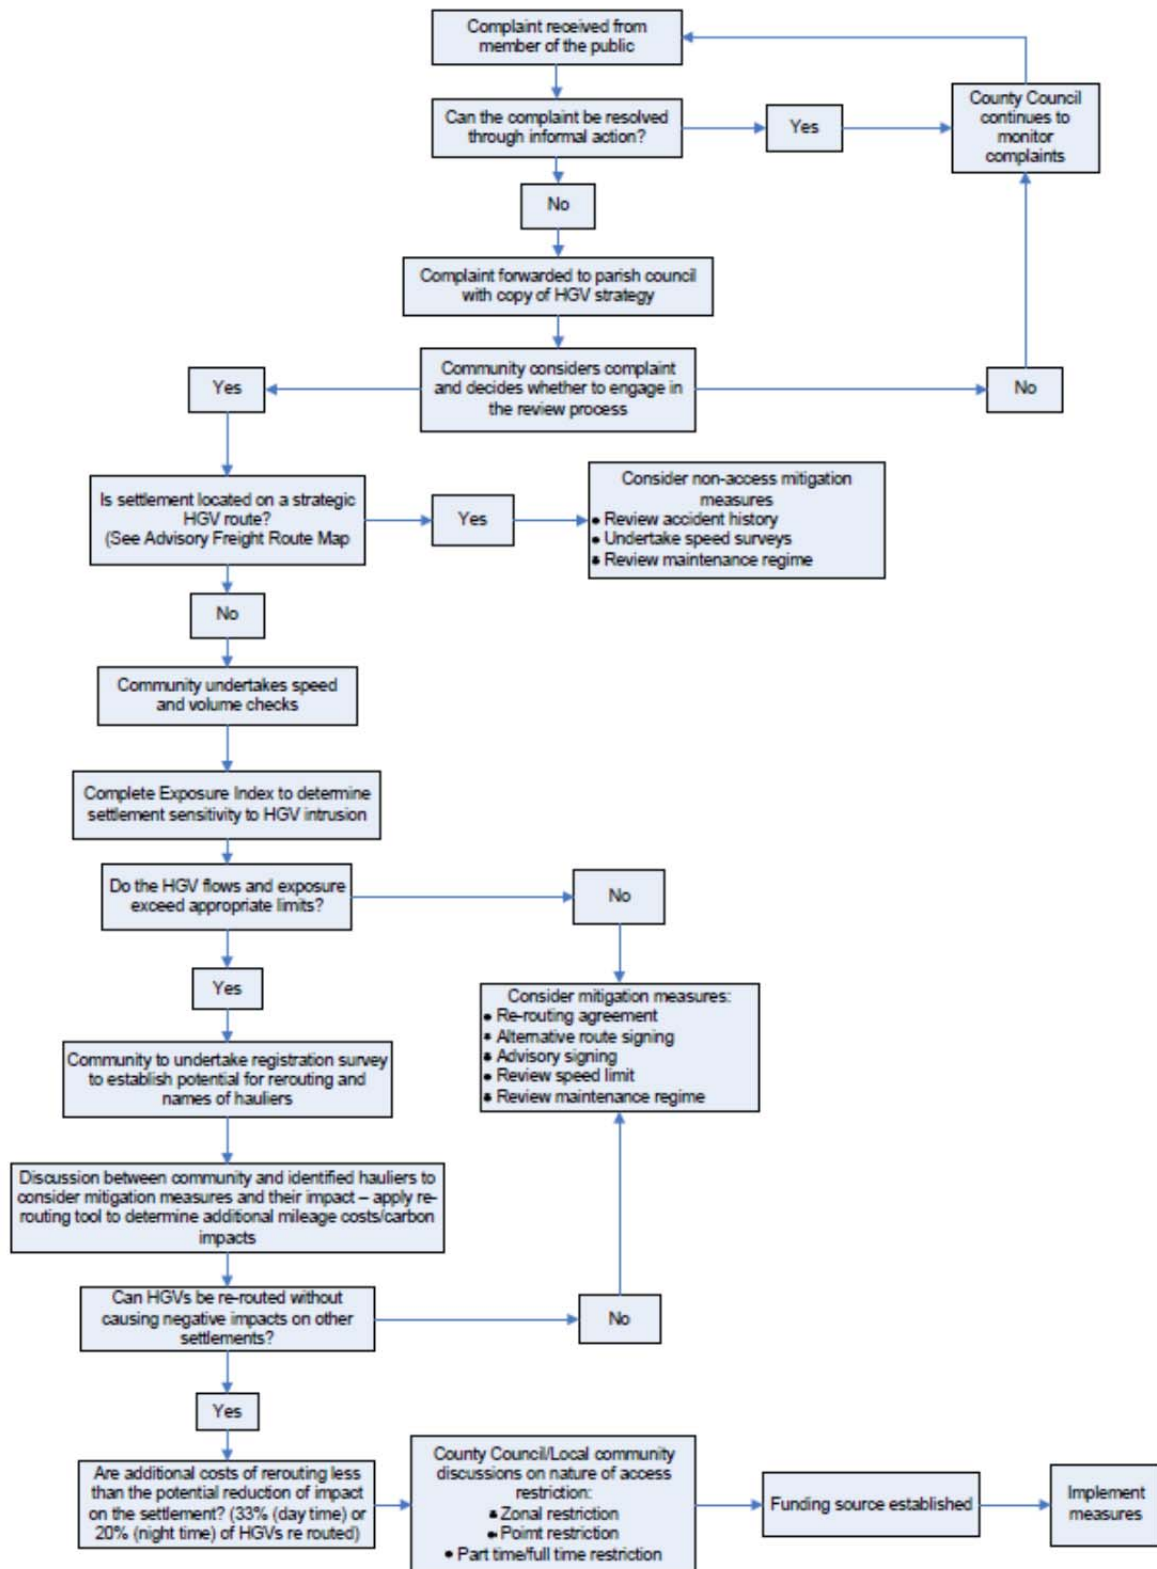 Complaint received from
member of the public
Can the complaint be resolved
through informal action?
Yes
County Council
continues to
monitor
complaints
No
Complaint forwarded to parish council
with copy of HGV strategy
Community considers complaint
and decides whether to engage in
the review process
Yes
No
Is settlement located on a strategic
HGV route?
(See Advisory Freight Route Map
Yes
Consider non-access mitigation
measures
• Review accident history
• Undertake speed surveys
• Review maintenance regime
No
Community undertakes speed
and volume checks
Complete Exposure Index to determine
settlement sensitivity to HGV intrusion
Do the HGV flows and exposure
exceed appropriate limits?
No
Yes
Consider mitigation measures:
• Re-routing agreement
• Alternative route signing
• Advisory signing
• Review speed limit
• Review maintenance regime
Community to undertake registration survey
to establish potential for rerouting and
names of hauliers
Discussion between community and identified hauliers to
consider mitigation measures and their impact – apply re-
routing tool to determine additional mileage costs/carbon
impacts
Can HGVs be re-routed without
causing negative impacts on other
settlements?
No
Yes
Are additional costs of rerouting less
than the potential reduction of impact
on the settlement? (33% (day time) or
20% (night time) of HGVs re routed)
County Council/Local community
discussions on nature of access
restriction:
• Zonal restriction
• Poimt restriction
• Part time/full time restriction
Funding source established
Implement
measures